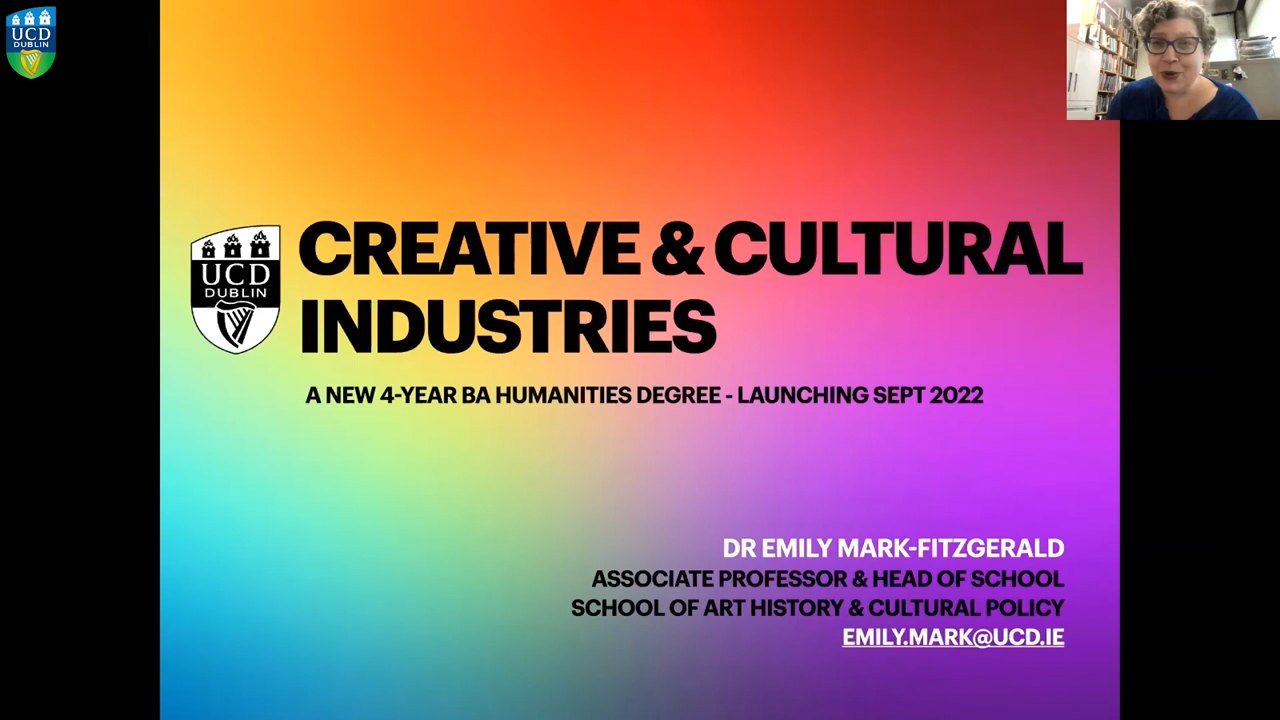 UCD
DUBLIN
UCD
DUBLIN
CREATIVE & CULTURAL
INDUSTRIES
A NEW 4-YEAR BA HUMANITIES DEGREE - LAUNCHING SEPT 2022
DR EMILY MARK-FITZGERALD
ASSOCIATE PROFESSOR & HEAD OF SCHOOL
SCHOOL OF ART HISTORY & CULTURAL POLICY
EMILY.MARK@UCD.IE